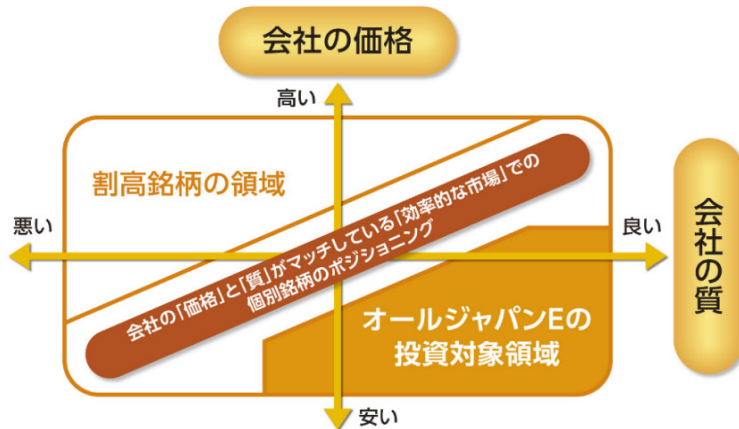 会社の価格
高い
割高銘柄の領域
会社の「価格」と「質」がマッチしている「効率的な市場」での
個別銘柄のポジショニング
悪い
良い
会社の質
オールジャパンEの
投資対象領域
安い